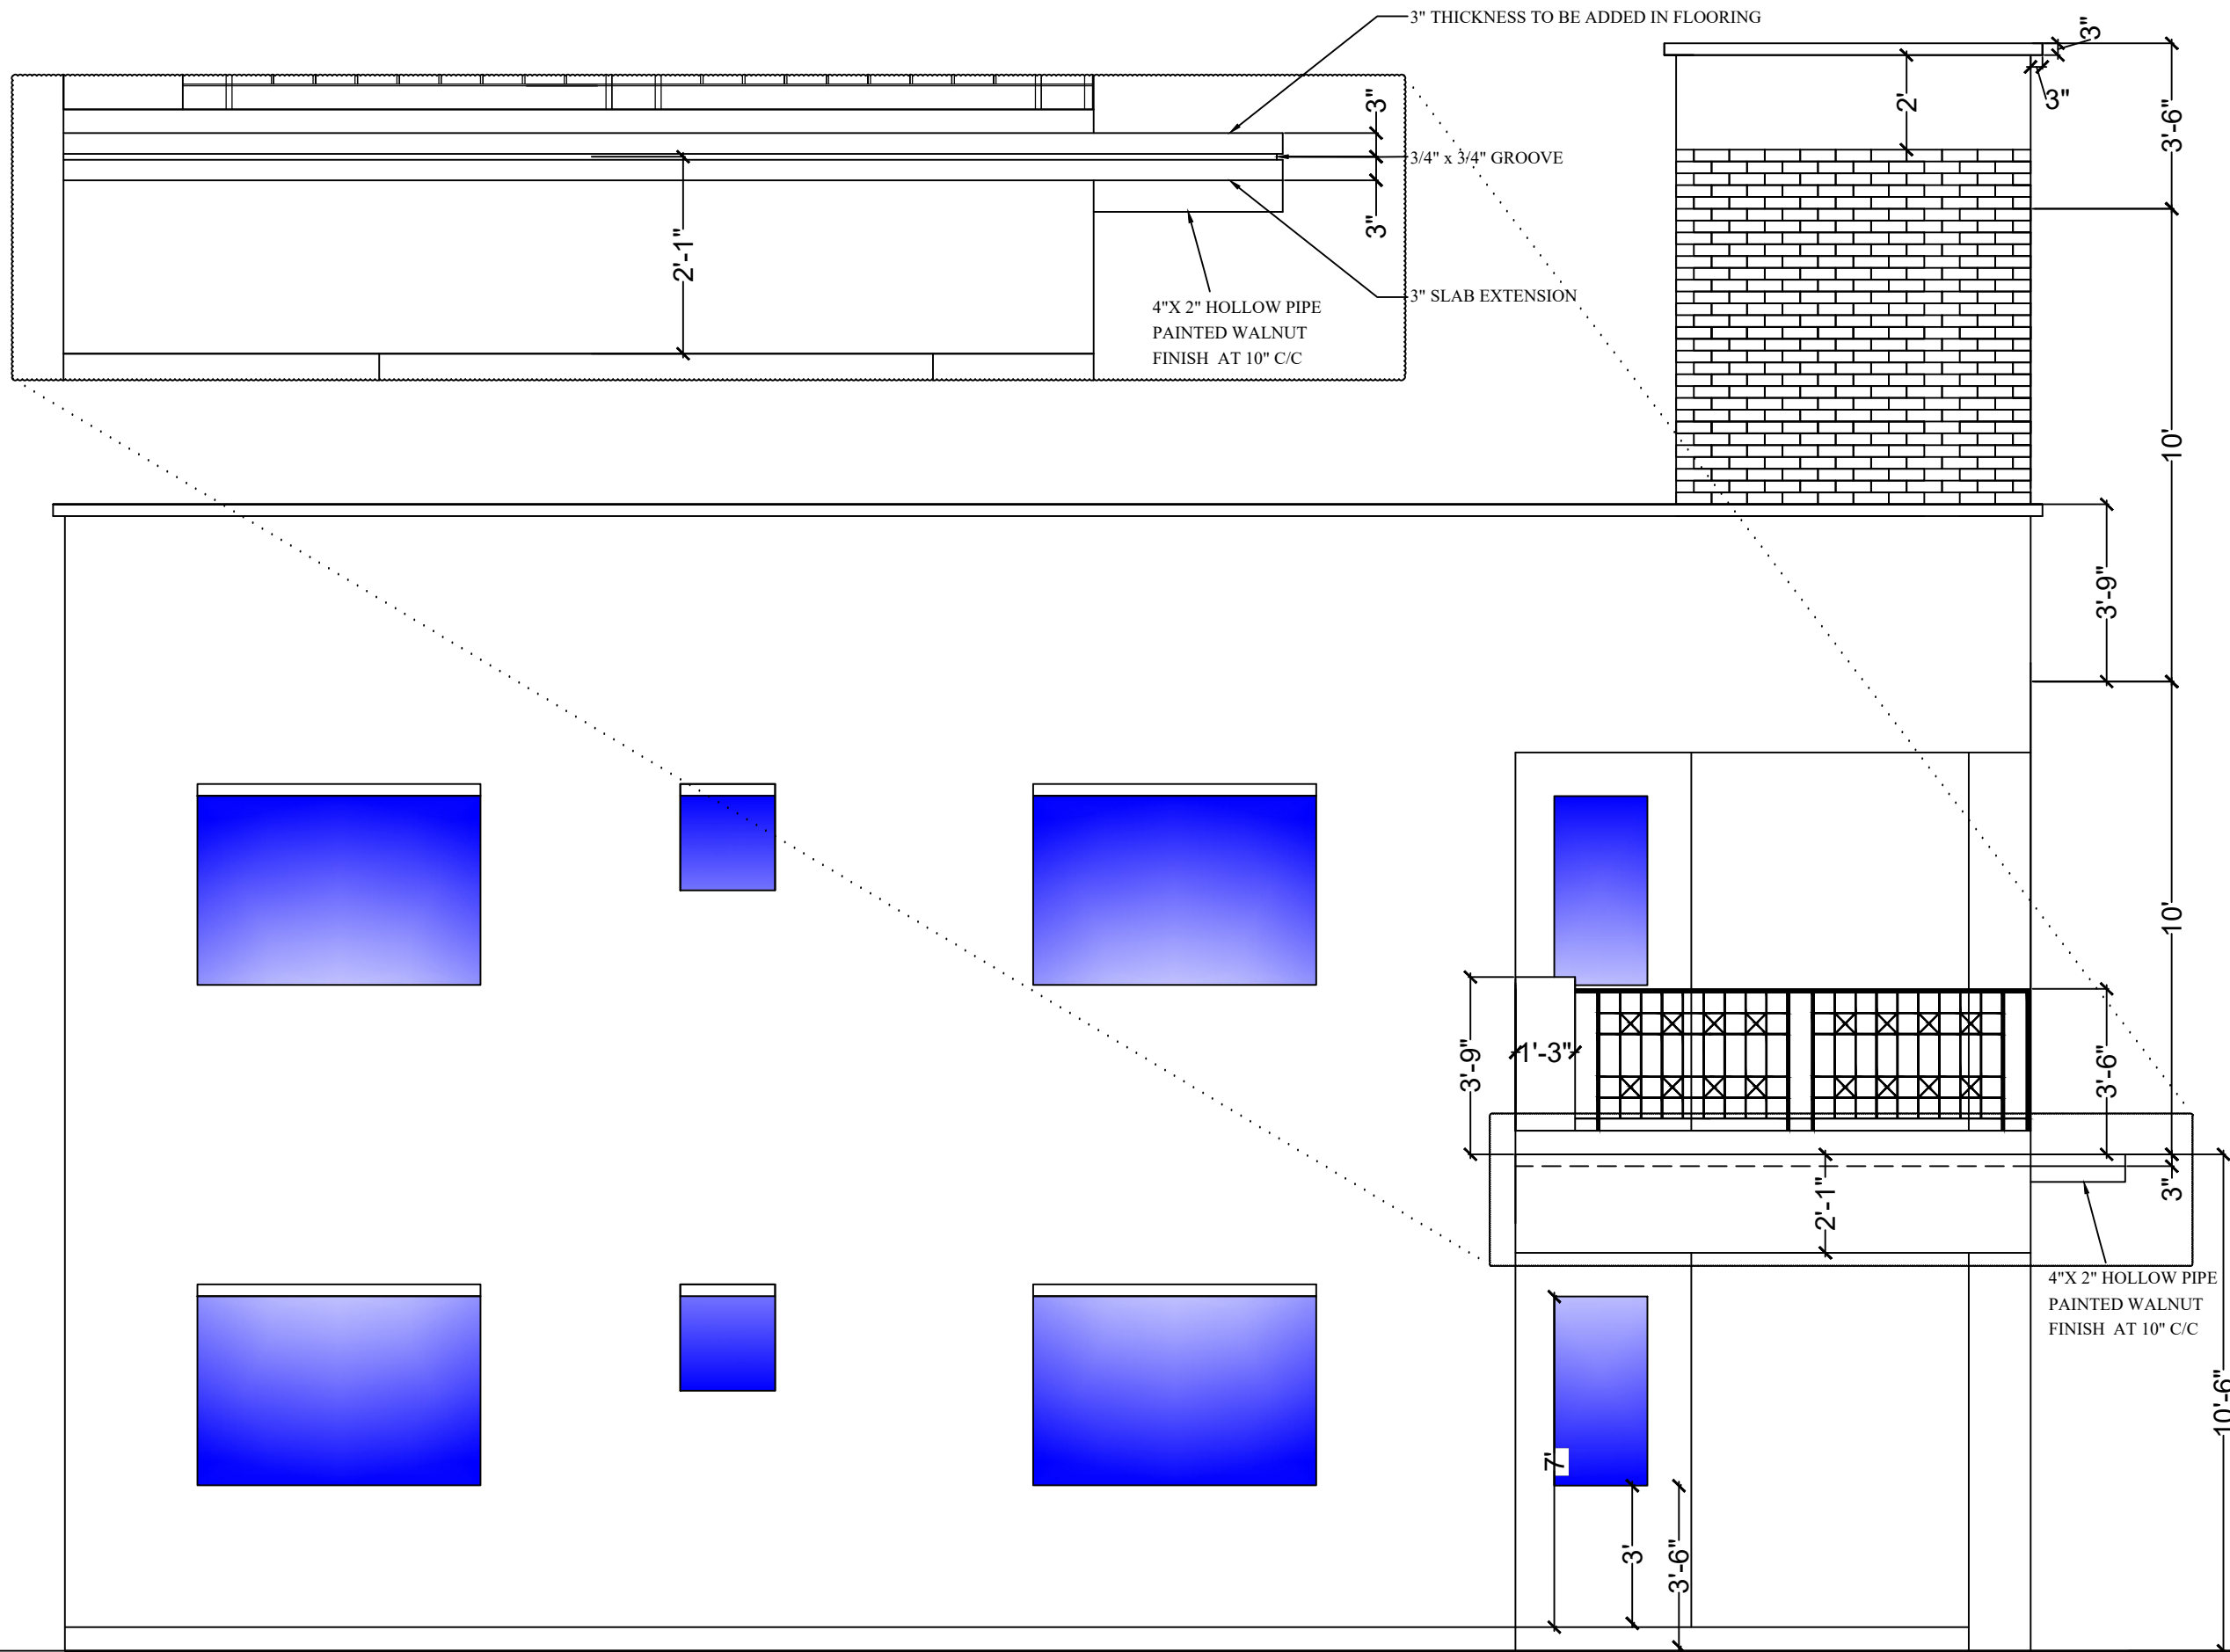 3" THICKNESS TO BE ADDED IN FLOORING
3"
3"
2'
3'-6"
3"
3/4" x 3/4" GROOVE
3"
2'-1"
3" SLAB EXTENSION
4"X 2" HOLLOW PIPE
PAINTED WALNUT
FINISH AT 10" C/C
10'
3'-9"
10'
3'-9"
1'-3"
3'-6"
2'-1"
3"
4"X 2" HOLLOW PIPE
PAINTED WALNUT
FINISH AT 10" C/C
10'-6"
7'
3'
3'-6"